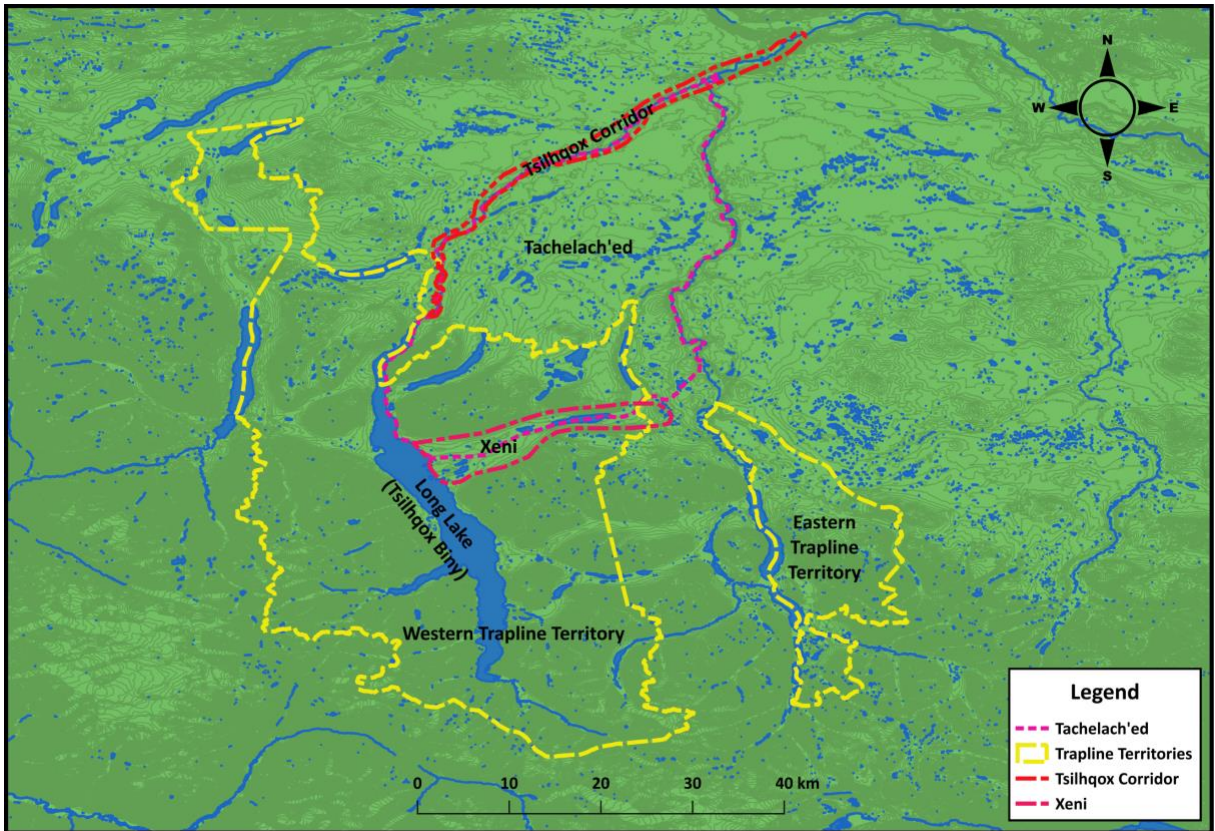 N
W
E
S
Tsilhqox Corridor
Tachelach'ed
Xeni
Long Lake
(Tsilhqox Biny)
Eastern
Trapline
Territory
Western Trapline Territory
0 10 20 30 40 km
Legend
Tachelach'ed
Trapline Territories
Tsilhqox Corridor
Xeni